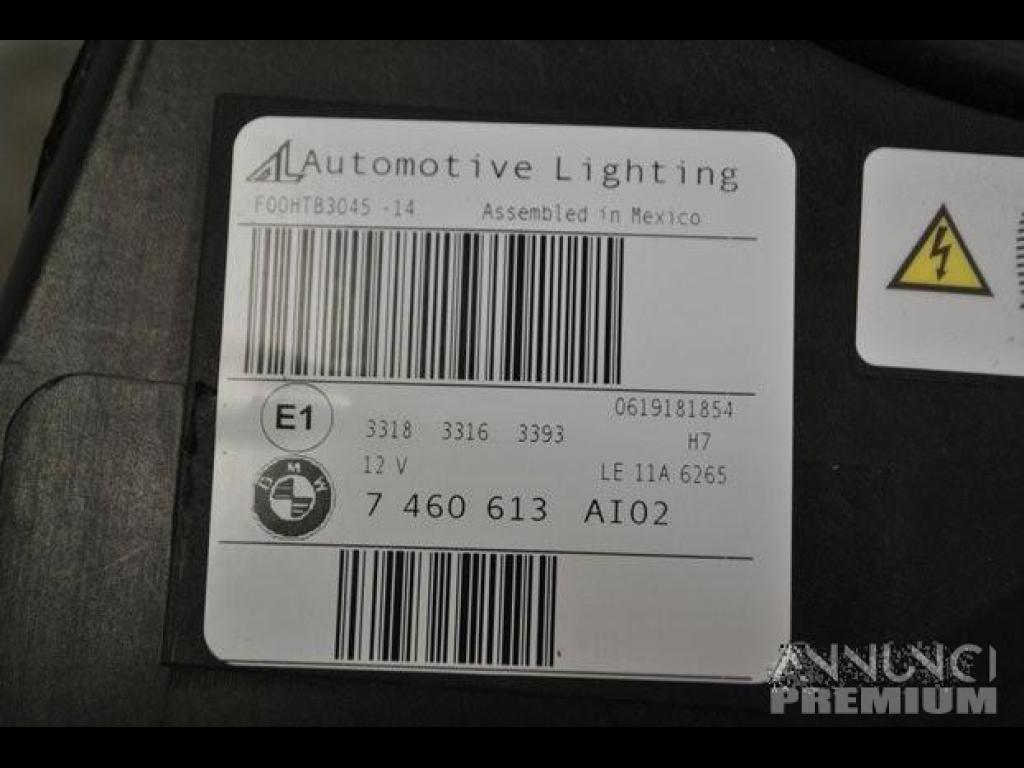 AL Automotive Lighting
F00HTB3045 -14 Assembled in Mexico
E1
0619181854
3318 3316 3393 H7
12 V LE 11A 6265
BMW
7 460 613 AI02
ANNUNCI
PREMIUM